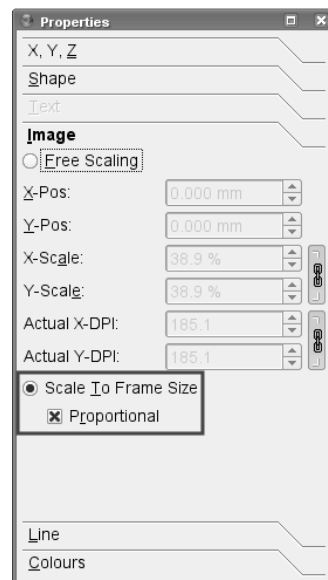 Properties
X, Y, Z
Shape
Text
Image
Free Scaling
X-Pos: 0.000 mm
Y-Pos: 0.000 mm
X-Scale: 38.9 %
Y-Scale: 38.9 %
Actual X-DPI: 185.1
Actual Y-DPI: 185.1
Scale To Frame Size
Proportional
Line
Colours